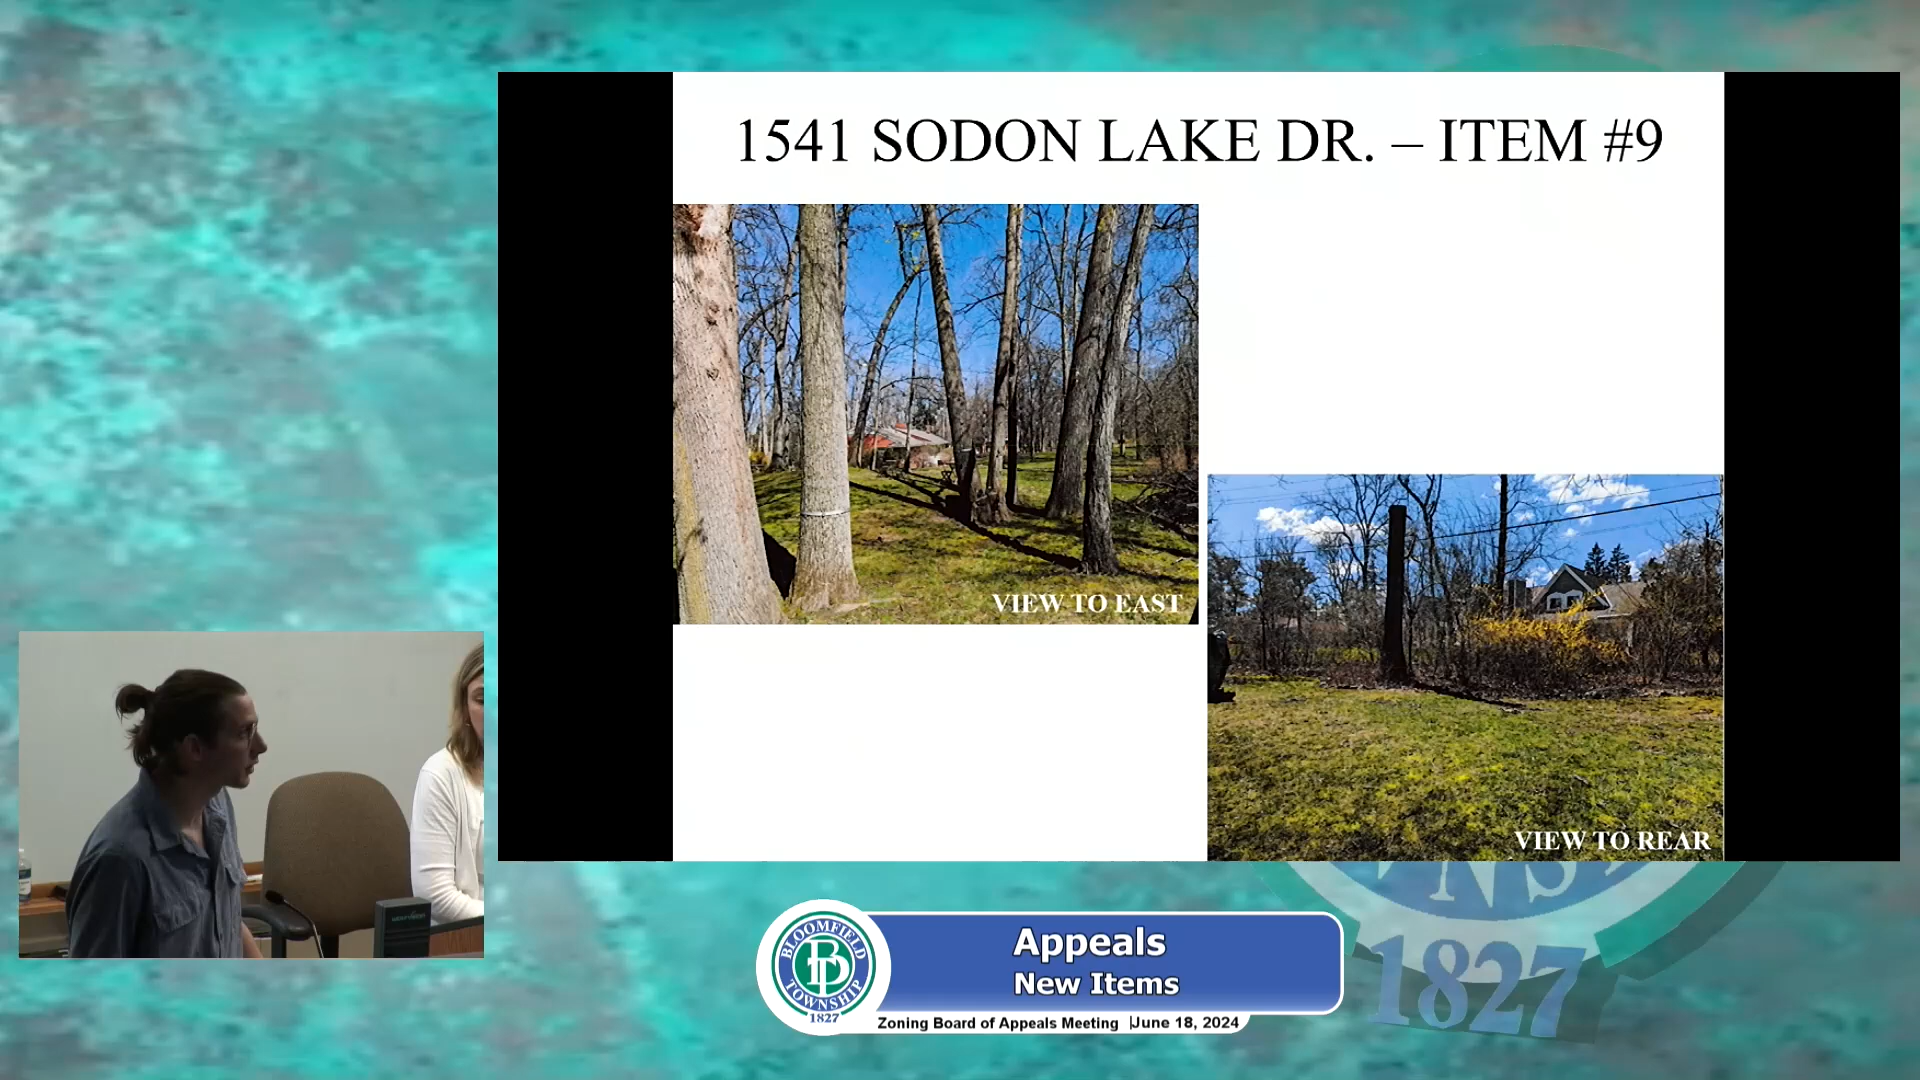 1541 SODON LAKE DR. – ITEM #9
VIEW TO EAST
VIEW TO REAR
BLOOMFIELD
BT
TOWNSHIP
1827
Appeals
New Items
Zoning Board of Appeals Meeting | June 18, 2024
1827